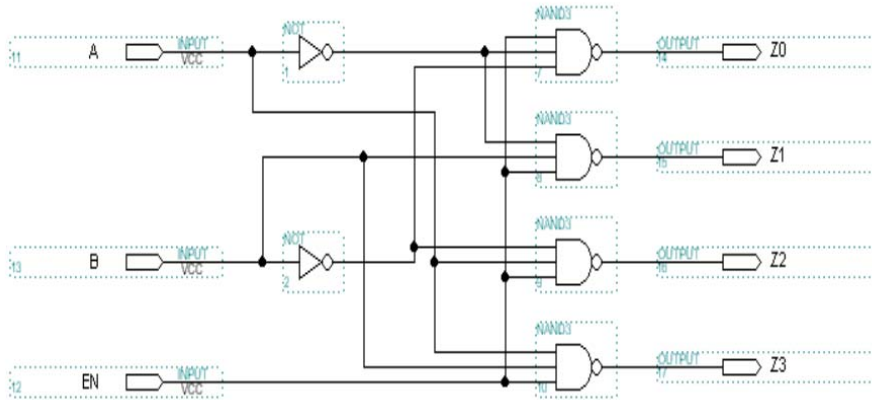 NAND3
A INPUT VCC NOT OUTPUT Z0
11 1 7 14
NAND3
OUTPUT Z1
8 15
NAND3
B INPUT VCC NOT OUTPUT Z2
13 2 9 16
NAND3
OUTPUT Z3
EN INPUT VCC 17
12 10